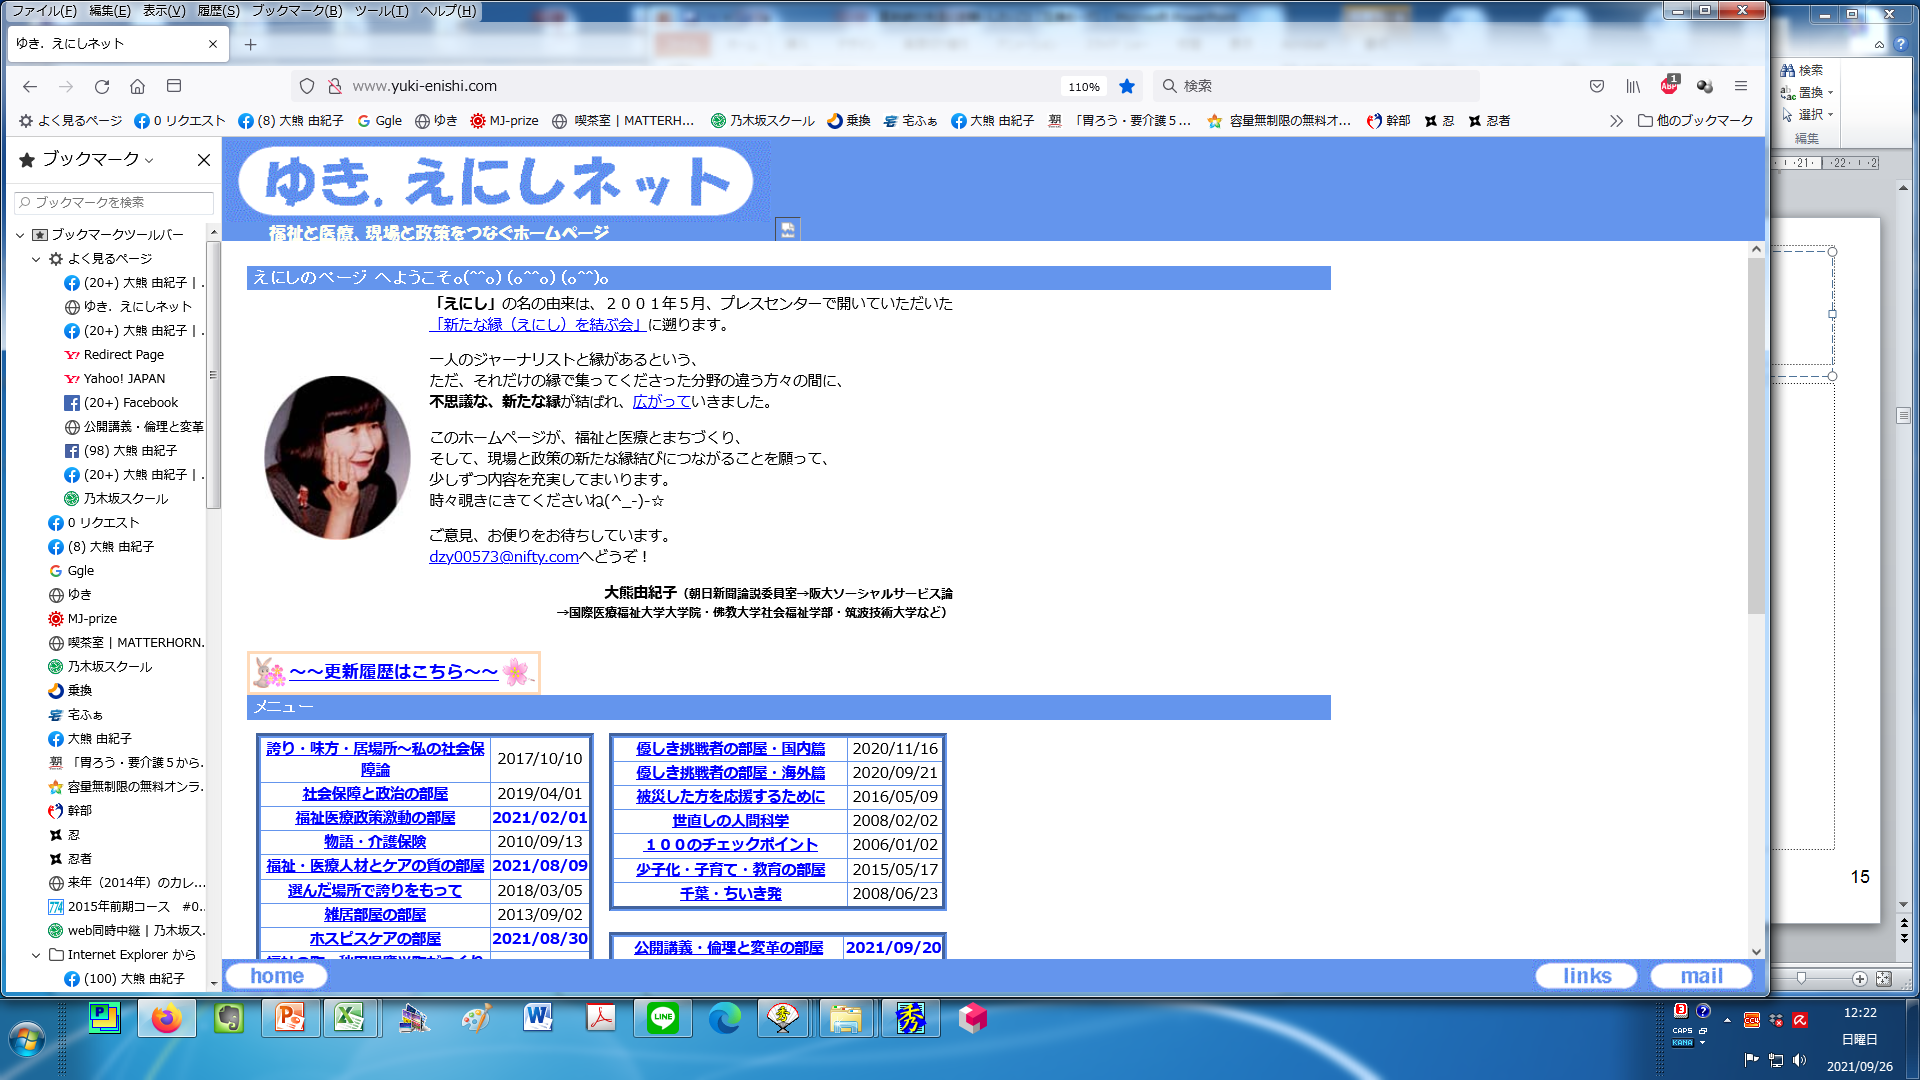 ファイル(F) 編集(E) 表示(V) 履歴(S) ブックマーク(B) ツール(T) ヘルプ(H)
ゆき．えにしネット
www.yuki-enishi.com 110% 検索
よく見るページ 0 リクエスト (8) 大熊 由紀子 Ggle ゆき MJ-prize 喫茶室 | MATTERH... 乃木坂スクール 乗換 宅ふぁ 大熊 由紀子 「胃ろう・要介護５... 容量無制限の無料オ... 幹部 忍 忍者 他のブックマーク
ブックマーク
ブックマークを検索
ブックマークツールバー
よく見るページ
(20+) 大熊 由紀子 | .
ゆき．えにしネット
(20+) 大熊 由紀子 | .
Redirect Page
Yahoo! JAPAN
(20+) Facebook
公開講義・倫理と変革
(98) 大熊 由紀子
(20+) 大熊 由紀子 | .
乃木坂スクール
0 リクエスト
(8) 大熊 由紀子
Ggle
ゆき
MJ-prize
喫茶室 | MATTERHORN.
乃木坂スクール
乗換
宅ふぁ
大熊 由紀子
「胃ろう・要介護５から.
容量無制限の無料オンラ.
幹部
忍
忍者
来年（2014年）のカレ...
2015年前期コース　#0..
web同時中継 | 乃木坂ス.
Internet Explorer から
(100) 大熊 由紀子
ゆき．えにしネット
福祉と医療、現場と政策をつなぐホームページ
えにしのページ へようこそo(^^o) (o^^o) (o^^)o
「えにし」の名の由来は、２００１年５月、プレスセンターで開いていただいた
「新たな縁（えにし）を結ぶ会」に遡ります。
一人のジャーナリストと縁があるという、
ただ、それだけの縁で集ってくださった分野の違う方々の間に、
不思議な、新たな縁が結ばれ、広がっていきました。
このホームページが、福祉と医療とまちづくり、
そして、現場と政策の新たな縁結びにつながることを願って、
少しずつ内容を充実してまいります。
時々覗きにきてくださいね(^_-)-☆
ご意見、お便りをお待ちしています。
dzy00573@nifty.comへどうぞ！
大熊由紀子（朝日新聞論説委員室→阪大ソーシャルサービス論
→国際医療福祉大学大学院・佛教大学社会福祉学部・筑波技術大学など）
～～更新履歴はこちら～～
メニュー
誇り・味方・居場所～私の社会保障論 2017/10/10
社会保障と政治の部屋 2019/04/01
福祉医療政策激動の部屋 2021/02/01
物語・介護保険 2010/09/13
福祉・医療人材とケアの質の部屋 2021/08/09
選んだ場所で誇りをもって 2018/03/05
雑居部屋の部屋 2013/09/02
ホスピスケアの部屋 2021/08/30
優しき挑戦者の部屋・国内篇 2020/11/16
優しき挑戦者の部屋・海外篇 2020/09/21
被災した方を応援するために 2016/05/09
世直しの人間科学 2008/02/02
１００のチェックポイント 2006/01/02
少子化・子育て・教育の部屋 2015/05/17
千葉・ちいき発 2008/06/23
公開講義・倫理と変革の部屋 2021/09/20
home links mail
検索
置換
選択
編集
21 22 2
15
CAPS
KANA
12:22
日曜日
2021/09/26